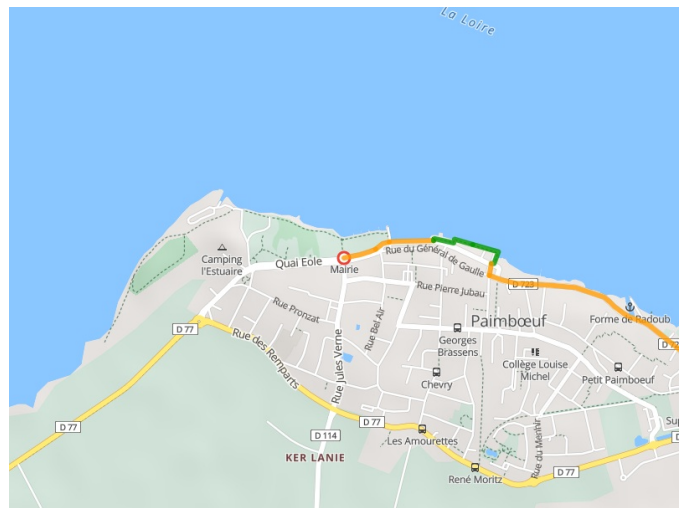 La Loire
Rue du Général de Gaulle
Camping
l'Estuaire
Quai Eole
Mairie
D 723
Rue Pierre Jubau
Rue Pronzat
Forme de Radoub
Paimbœuf
D 77
Rue des Remparts
Rue Bel Air
Rue Jules Verne
Georges
Brassens
Collège Louise
Michel
Chevry
Petit Paimboeuf
D 77
D 77
D 114
Les Amourettes
Rue du Menhir
KER LANIE
René Moritz
D 77